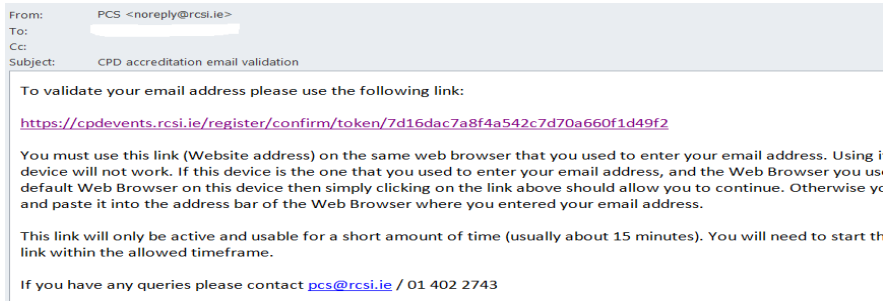 From: PCS <noreply@rcsi.ie>
To:
Cc:
Subject: CPD accreditation email validation
To validate your email address please use the following link:
https://cpdevents.rcsi.ie/register/confirm/token/7d16dac7a8f4a542c7d70a660f1d49f2
You must use this link (Website address) on the same web browser that you used to enter your email address. Using
device will not work. If this device is the one that you used to enter your email address, and the Web Browser you
default Web Browser on this device then simply clicking on the link above should allow you to continue. Otherwise
and paste it into the address bar of the Web Browser where you entered your email address.
This link will only be active and usable for a short amount of time (usually about 15 minutes). You will need to start
link within the allowed timeframe.
If you have any queries please contact pcs@rcsi.ie / 01 402 2743